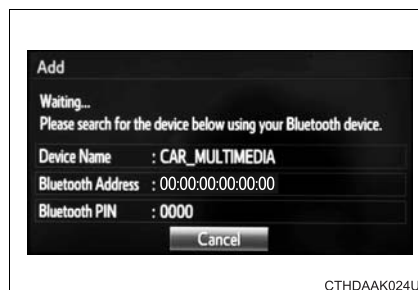 Add
Waiting...
Please search for the device below using your Bluetooth device.
Device Name : CAR_MULTIMEDIA
Bluetooth Address : 00:00:00:00:00:00
Bluetooth PIN : 0000
Cancel
CTHDAAK024U